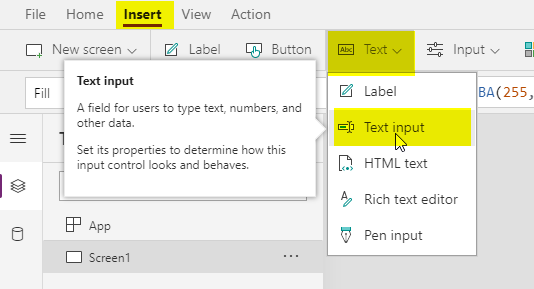 File Home Insert
New screen Label Button Abc Text Input
Fill BA(255,
Text input
A field for users to type text, numbers, and
other data.
Set its properties to determine how this
input control looks and behaves.
T
Label
Text input
HTML text
Rich text editor
Pen input
App
Screen1